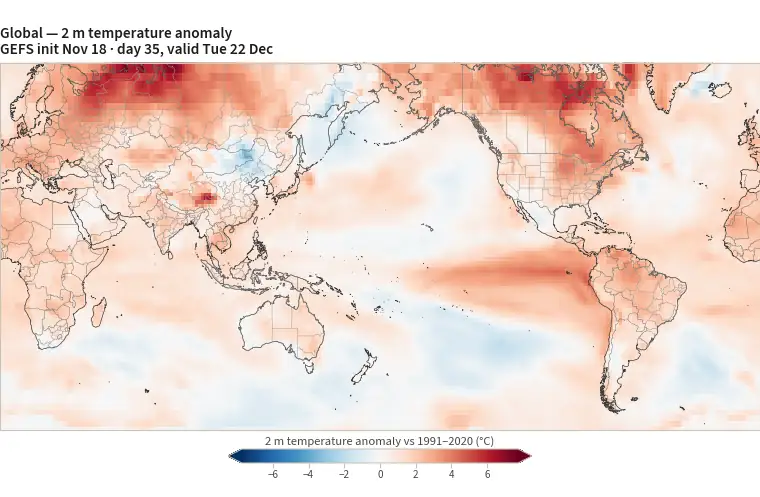 Global — 2 m temperature anomaly
GEFS init Nov 18 · day 35, valid Tue 22 Dec
2 m temperature anomaly vs 1991–2020 (°C)
−6 −4 −2 0 2 4 6